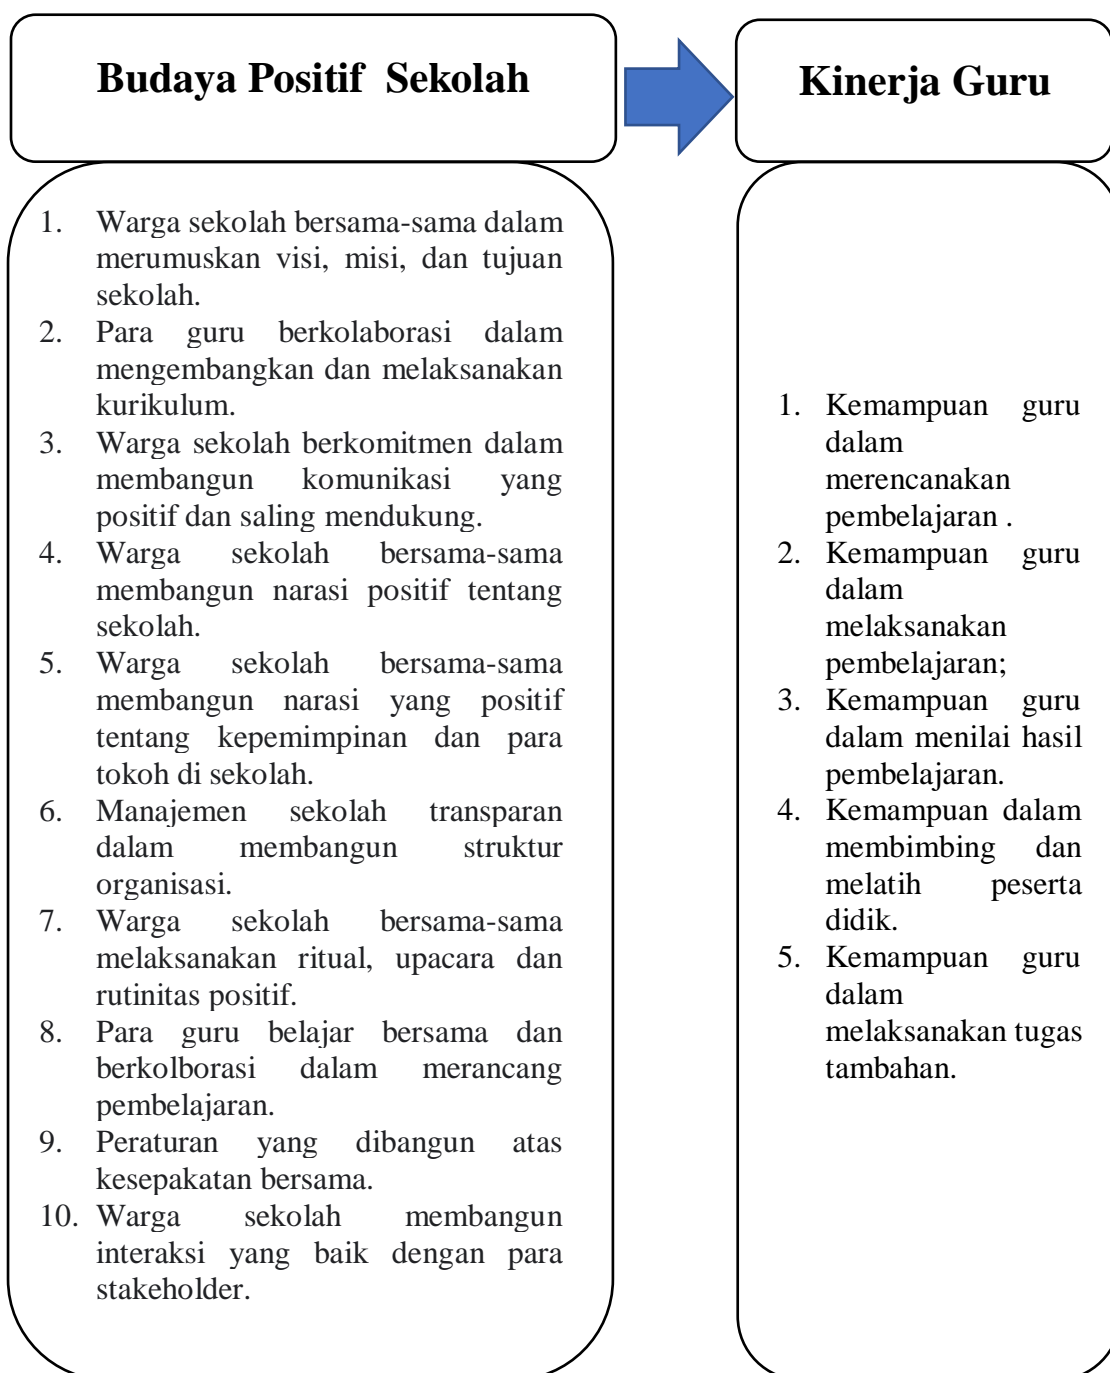 Budaya Positif Sekolah
1. Warga sekolah bersama-sama dalam
merumuskan visi, misi, dan tujuan
sekolah.
2. Para guru berkolaborasi dalam
mengembangkan dan melaksanakan
kurikulum.
3. Warga sekolah berkomitmen dalam
membangun komunikasi yang
positif dan saling mendukung.
4. Warga sekolah bersama-sama
membangun narasi positif tentang
sekolah.
5. Warga sekolah bersama-sama
membangun narasi yang positif
tentang kepemimpinan dan para
tokoh di sekolah.
6. Manajemen sekolah transparan
dalam membangun struktur
organisasi.
7. Warga sekolah bersama-sama
melaksanakan ritual, upacara dan
rutinitas positif.
8. Para guru belajar bersama dan
berkolborasi dalam merancang
pembelajaran.
9. Peraturan yang dibangun atas
kesepakatan bersama.
10. Warga sekolah membangun
interaksi yang baik dengan para
stakeholder.
Kinerja Guru
1. Kemampuan guru
dalam
merencanakan
pembelajaran .
2. Kemampuan guru
dalam
melaksanakan
pembelajaran;
3. Kemampuan guru
dalam menilai hasil
pembelajaran.
4. Kemampuan dalam
membimbing dan
melatih peserta
didik.
5. Kemampuan guru
dalam
melaksanakan tugas
tambahan.